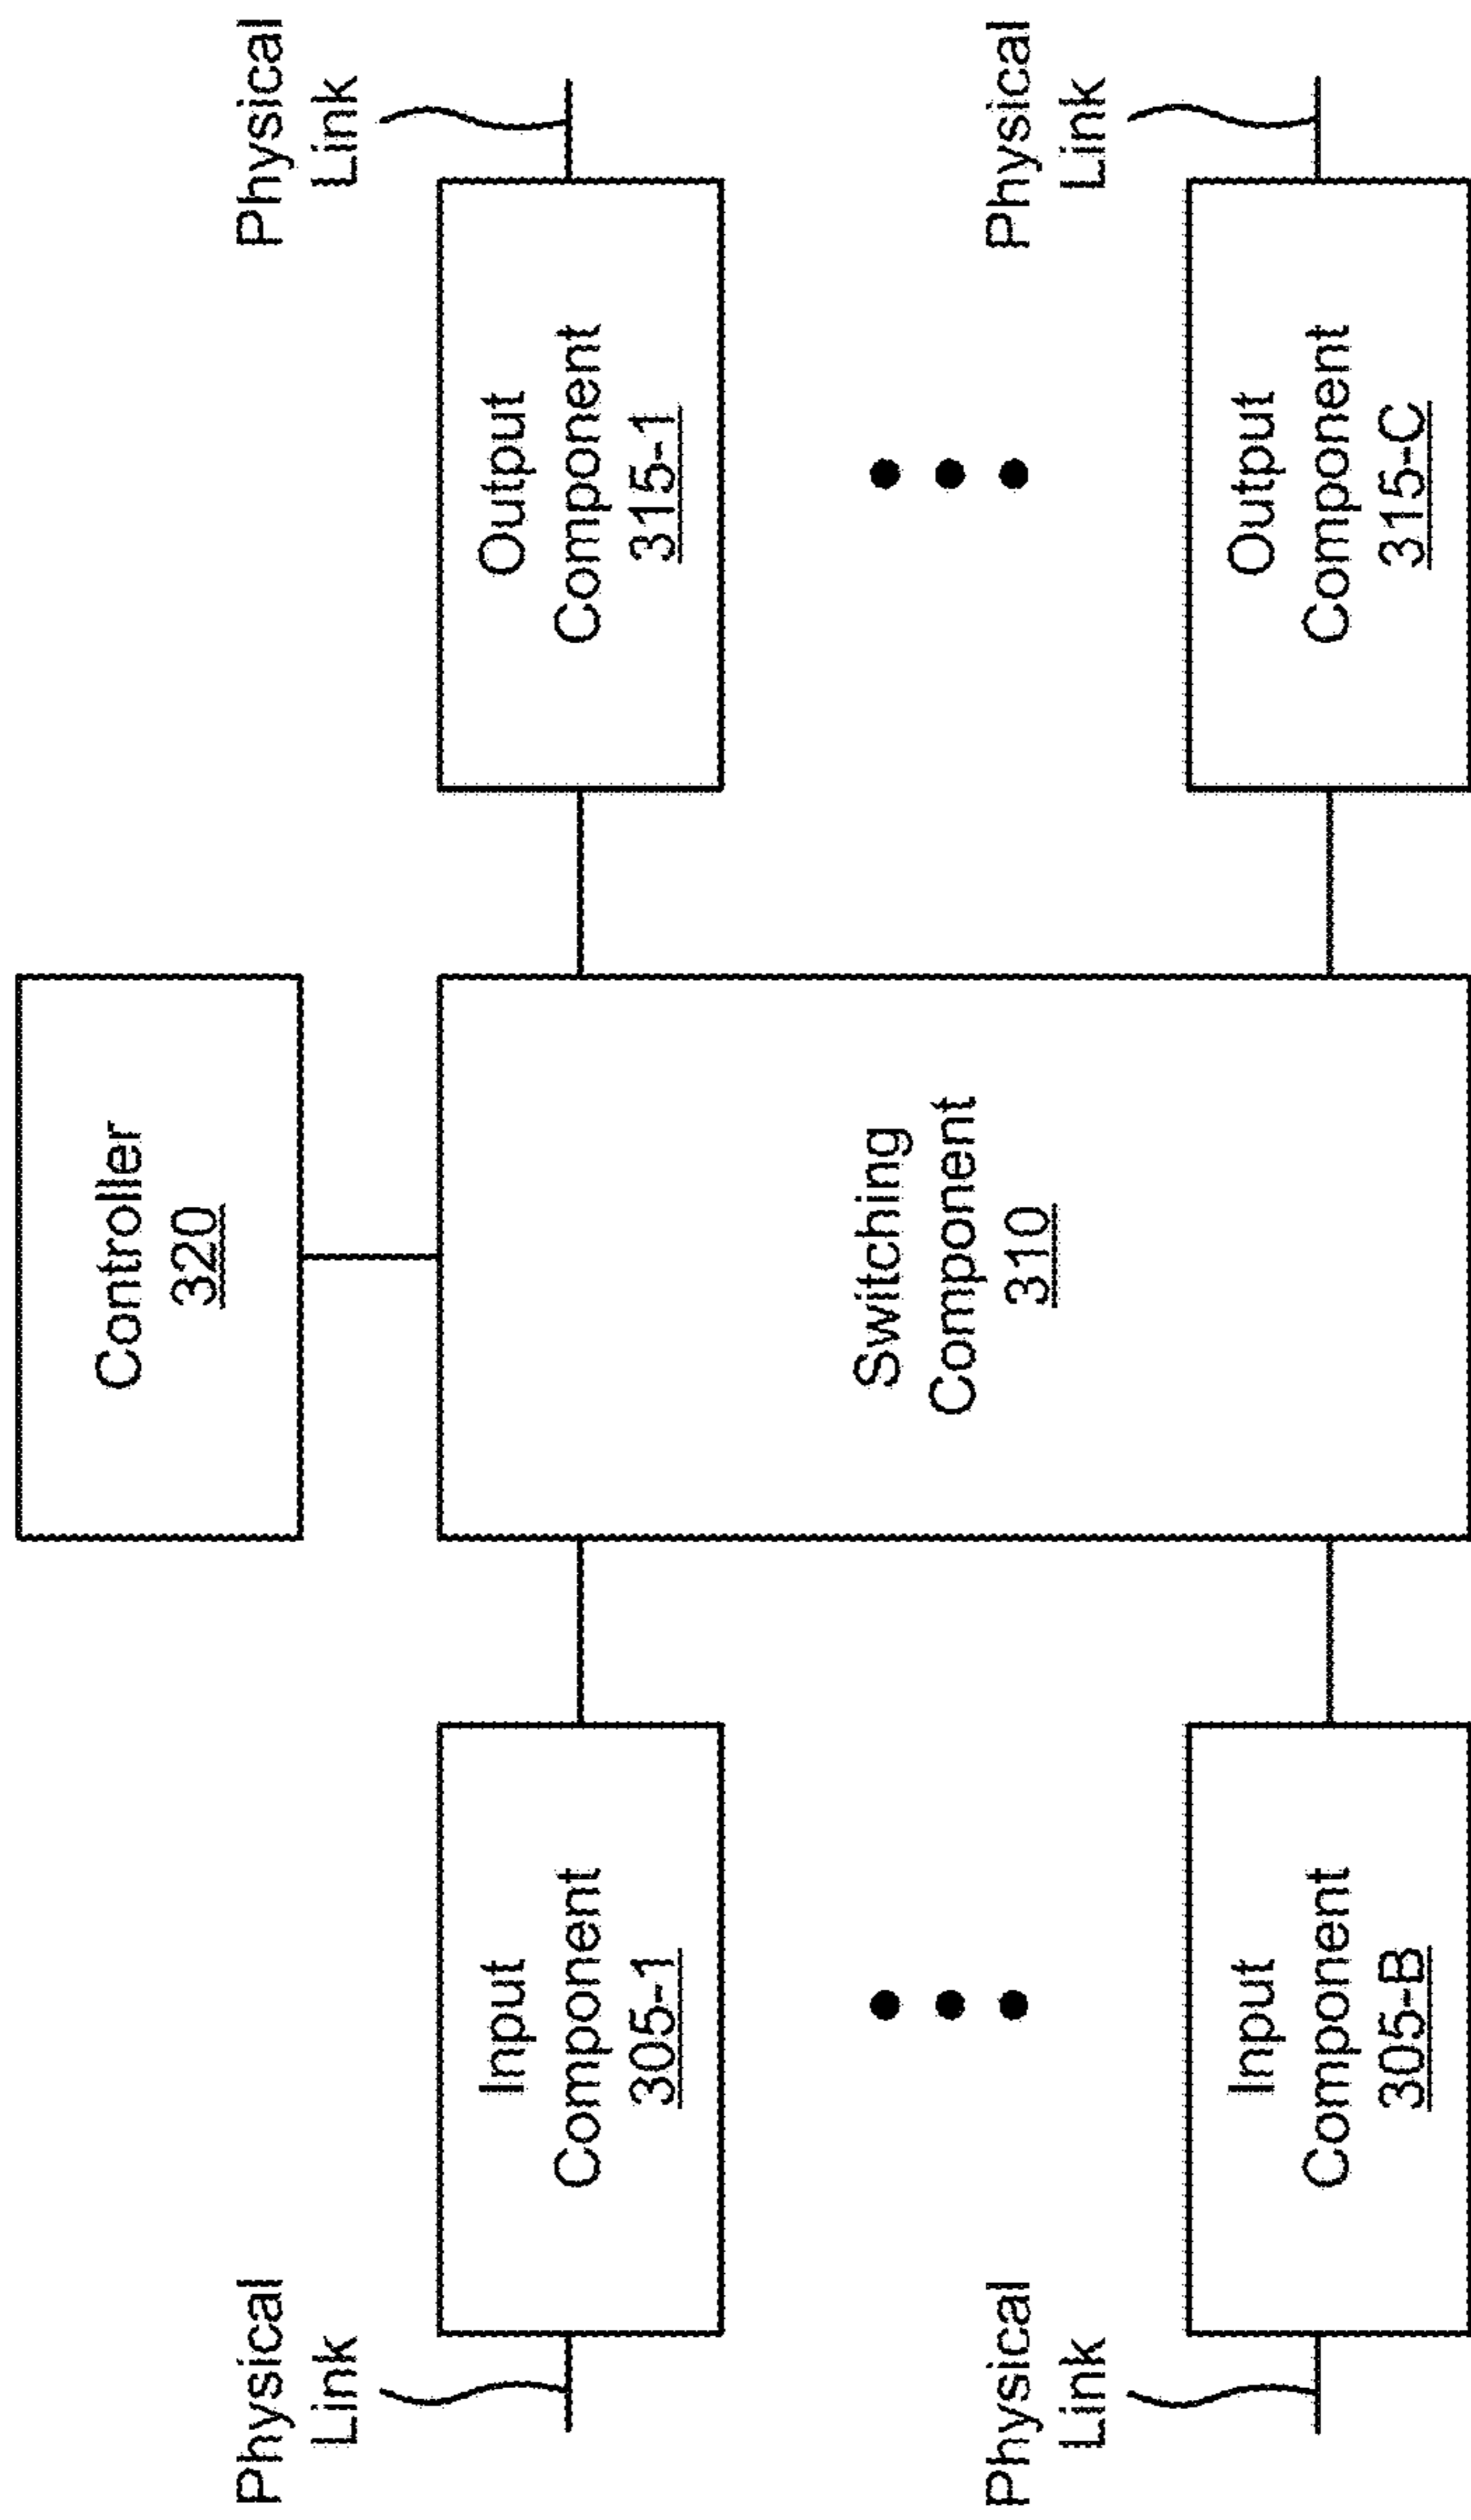 Controller
320
Physical
Link
Input
Component
305-1
Switching
Component
310
Output
Component
315-1
Physical
Link
Physical
Link
Input
Component
305-B
Output
Component
315-C
Physical
Link